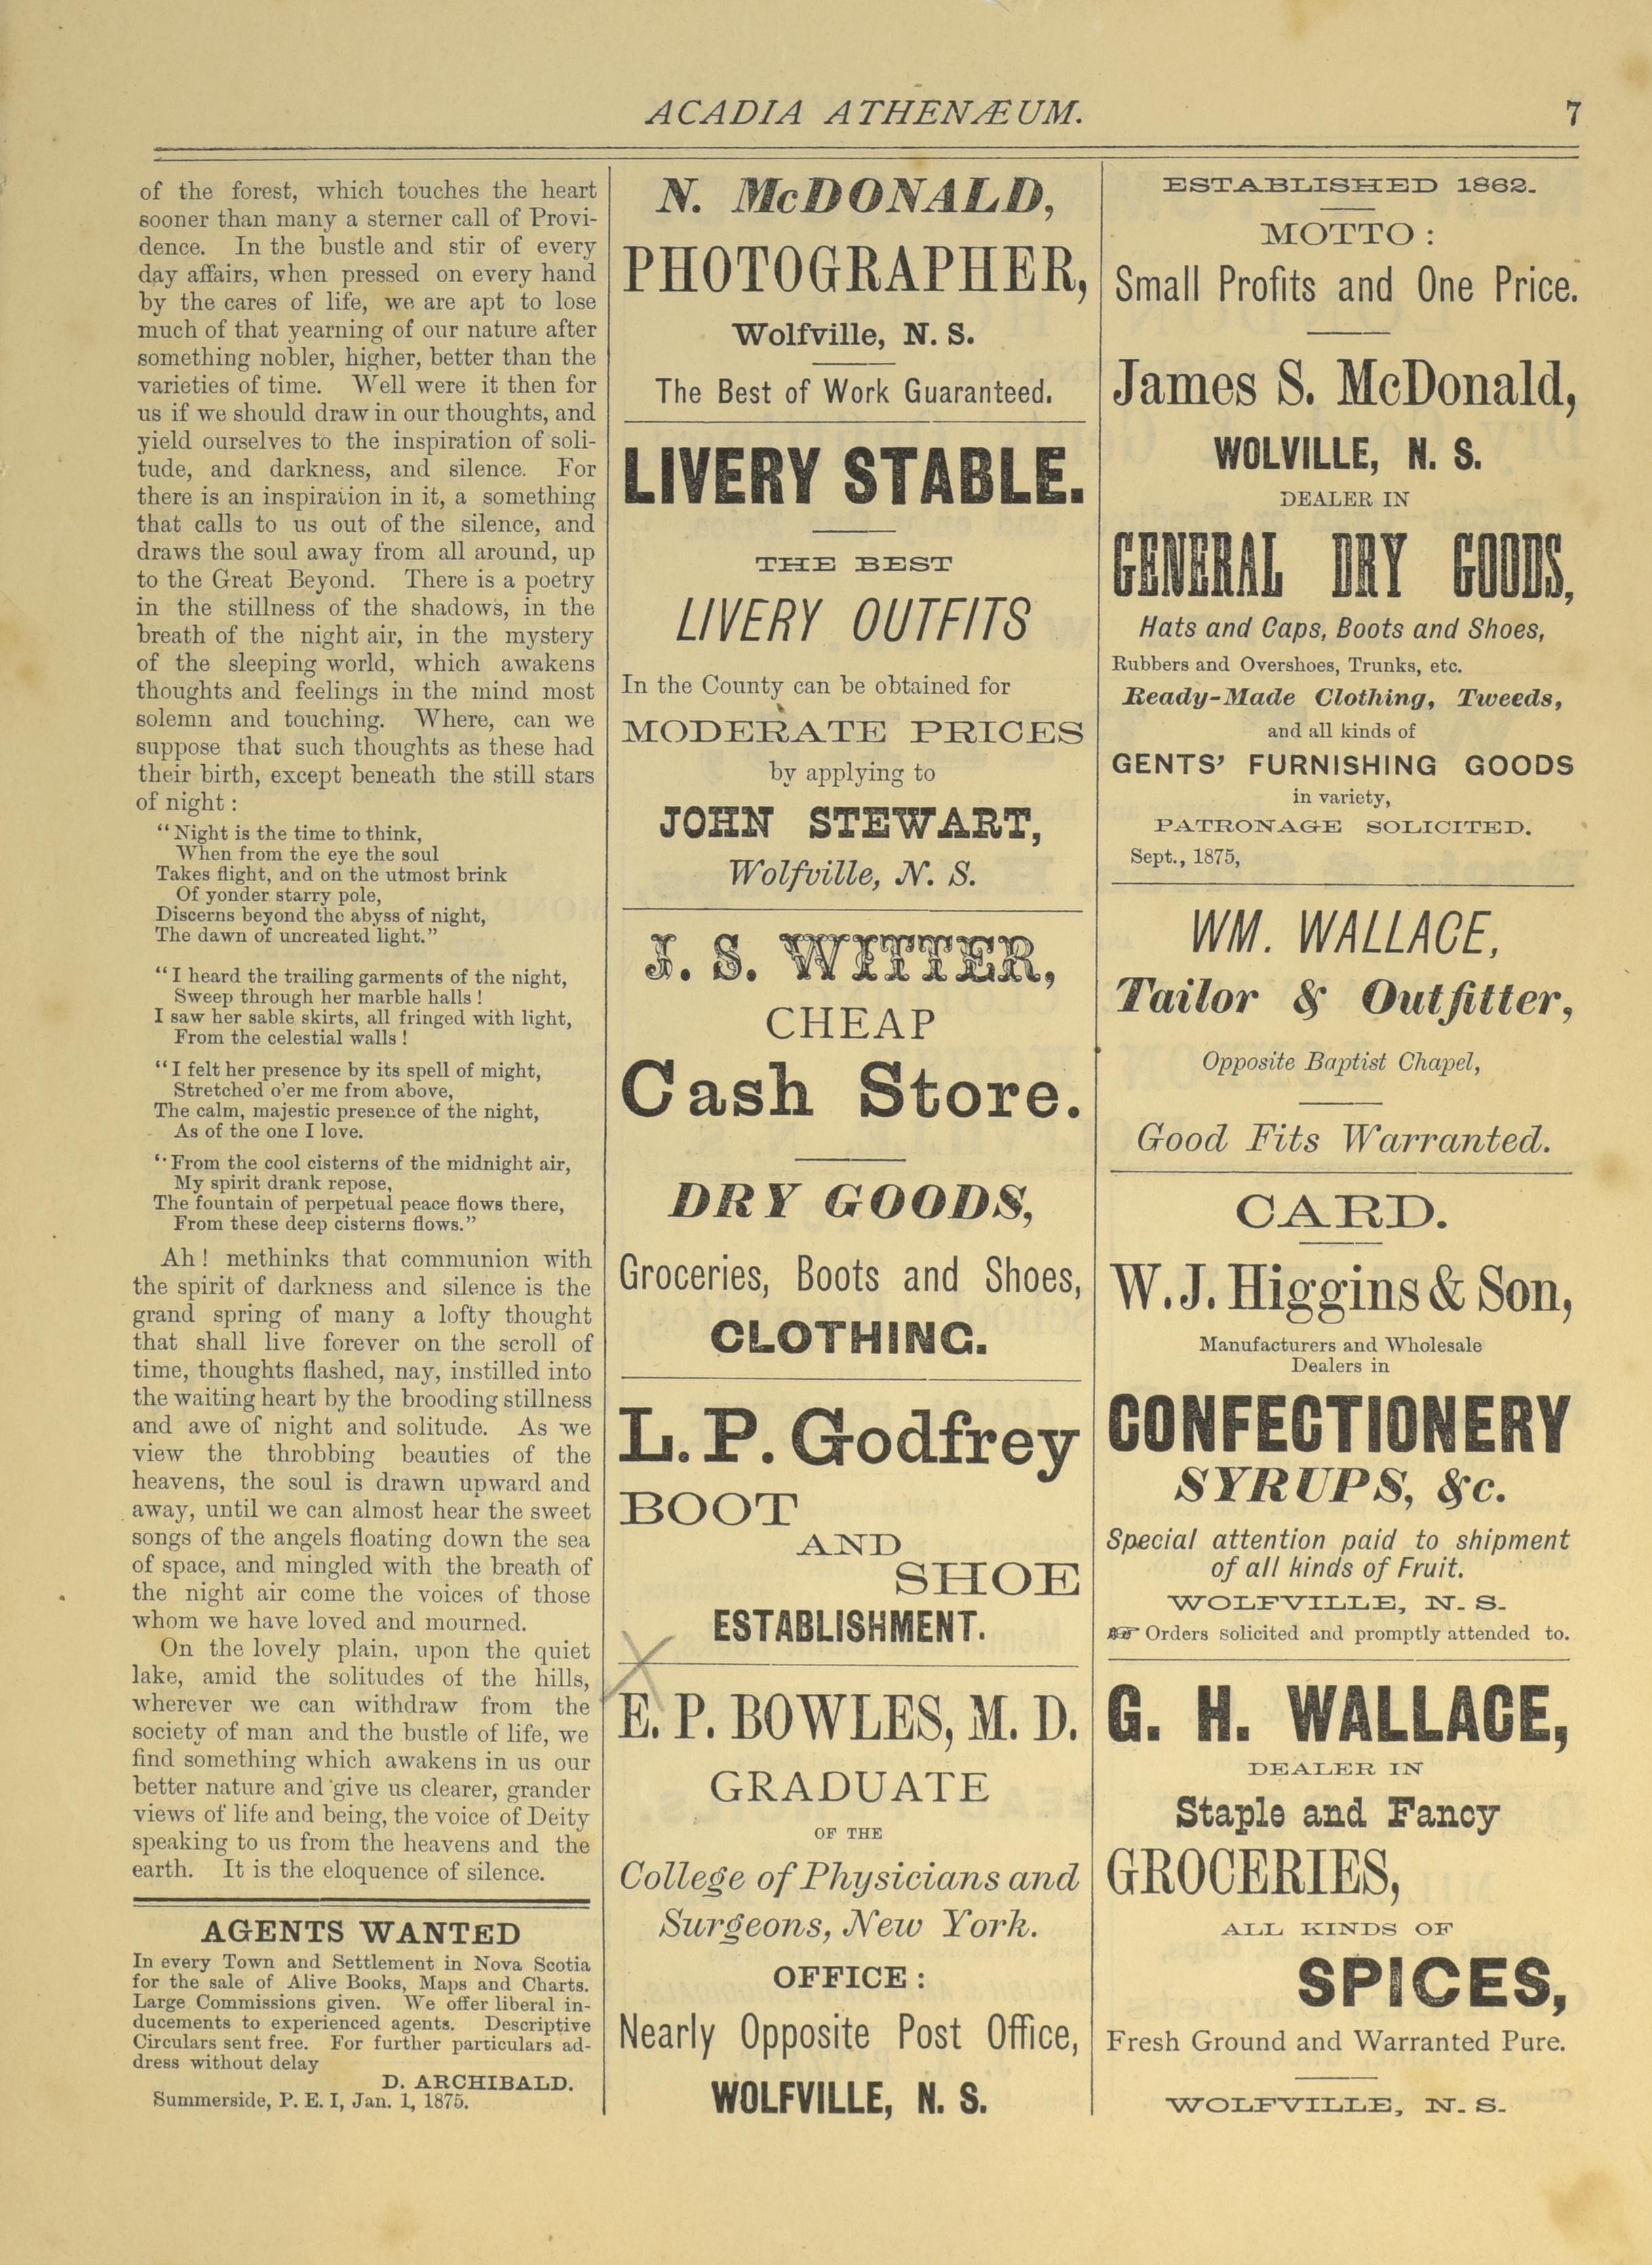 ACADIA ATHENÆUM.
7
of the forest, which touches the heart
sooner than many a sterner call of Provi-
dence. In the bustle and stir of every
day affairs, when pressed on every hand
by the cares of life, we are apt to lose
much of that yearning of our nature after
something nobler, higher, better than the
varieties of time. Well were it then for
us if we should draw in our thoughts, and
yield ourselves to the inspiration of soli-
tude, and darkness, and silence. For
there is an inspiration in it, a something
that calls to us out of the silence, and
draws the soul away from all around, up
to the Great Beyond. There is a poetry
in the stillness of the shadows, in the
breath of the night air, in the mystery
of the sleeping world, which awakens
thoughts and feelings in the mind most
solemn and touching. Where, can we
suppose that such thoughts as these had
their birth, except beneath the still stars
of night :
"Night is the time to think,
When from the eye the soul
Takes flight, and on the utmost brink
Of yonder starry pole,
Discerns beyond the abyss of night,
The dawn of uncreated light."
"I heard the trailing garments of the night,
Sweep through her marble halls !
I saw her sable skirts, all fringed with light,
From the celestial walls !
"I felt her presence by its spell of might,
Stretched o'er me from above,
The calm, majestic presence of the night,
As of the one I love.
"From the cool cisterns of the midnight air,
My spirit drank repose,
The fountain of perpetual peace flows there,
From these deep cisterns flows."
Ah ! methinks that communion with
the spirit of darkness and silence is the
grand spring of many a lofty thought
that shall live forever on the scroll of
time, thoughts flashed, nay, instilled into
the waiting heart by the brooding stillness
and awe of night and solitude. As we
view the throbbing beauties of the
heavens, the soul is drawn upward and
away, until we can almost hear the sweet
songs of the angels floating down the sea
of space, and mingled with the breath of
the night air come the voices of those
whom we have loved and mourned.
On the lovely plain, upon the quiet
lake, amid the solitudes of the hills,
wherever we can withdraw from the
society of man and the bustle of life, we
find something which awakens in us our
better nature and give us clearer, grander
views of life and being, the voice of Deity
speaking to us from the heavens and the
earth. It is the eloquence of silence.
AGENTS WANTED
In every Town and Settlement in Nova Scotia
for the sale of Alive Books, Maps and Charts.
Large Commissions given. We offer liberal in-
ducements to experienced agents. Descriptive
Circulars sent free. For further particulars ad-
dress without delay
D. ARCHIBALD.
Summerside, P. E. I, Jan. 1, 1875.
N. McDONALD,
PHOTOGRAPHER,
Wolfville, N. S.
The Best of Work Guaranteed.
LIVERY STABLE.
THE BEST
LIVERY OUTFITS
In the County can be obtained for
MODERATE PRICES
by applying to
JOHN STEWART,
Wolfville, N. S.
J. S. WITTER,
CHEAP
Cash Store.
DRY GOODS,
Groceries, Boots and Shoes,
CLOTHING.
L. P. Godfrey
BOOT
AND
SHOE
ESTABLISHMENT.
E. P. BOWLES, M. D.
GRADUATE
OF THE
College of Physicians and
Surgeons, New York.
OFFICE :
Nearly Opposite Post Office,
WOLFVILLE, N. S.
ESTABLISHED 1862.
MOTTO :
Small Profits and One Price.
James S. McDonald,
WOLVILLE, N. S.
DEALER IN
GENERAL DRY GOODS,
Hats and Caps, Boots and Shoes,
Rubbers and Overshoes, Trunks, etc.
Ready-Made Clothing, Tweeds,
and all kinds of
GENTS' FURNISHING GOODS
in variety,
PATRONAGE SOLICITED.
Sept., 1875,
WM. WALLACE,
Tailor & Outfitter,
Opposite Baptist Chapel,
Good Fits Warranted.
CARD.
W. J. Higgins & Son,
Manufacturers and Wholesale
Dealers in
CONFECTIONERY
SYRUPS, &c.
Special attention paid to shipment
of all kinds of Fruit.
WOLFVILLE, N. S.
☞ Orders solicited and promptly attended to.
G. H. WALLACE,
DEALER IN
Staple and Fancy
GROCERIES,
ALL KINDS OF
SPICES,
Fresh Ground and Warranted Pure.
WOLFVILLE, N. S.